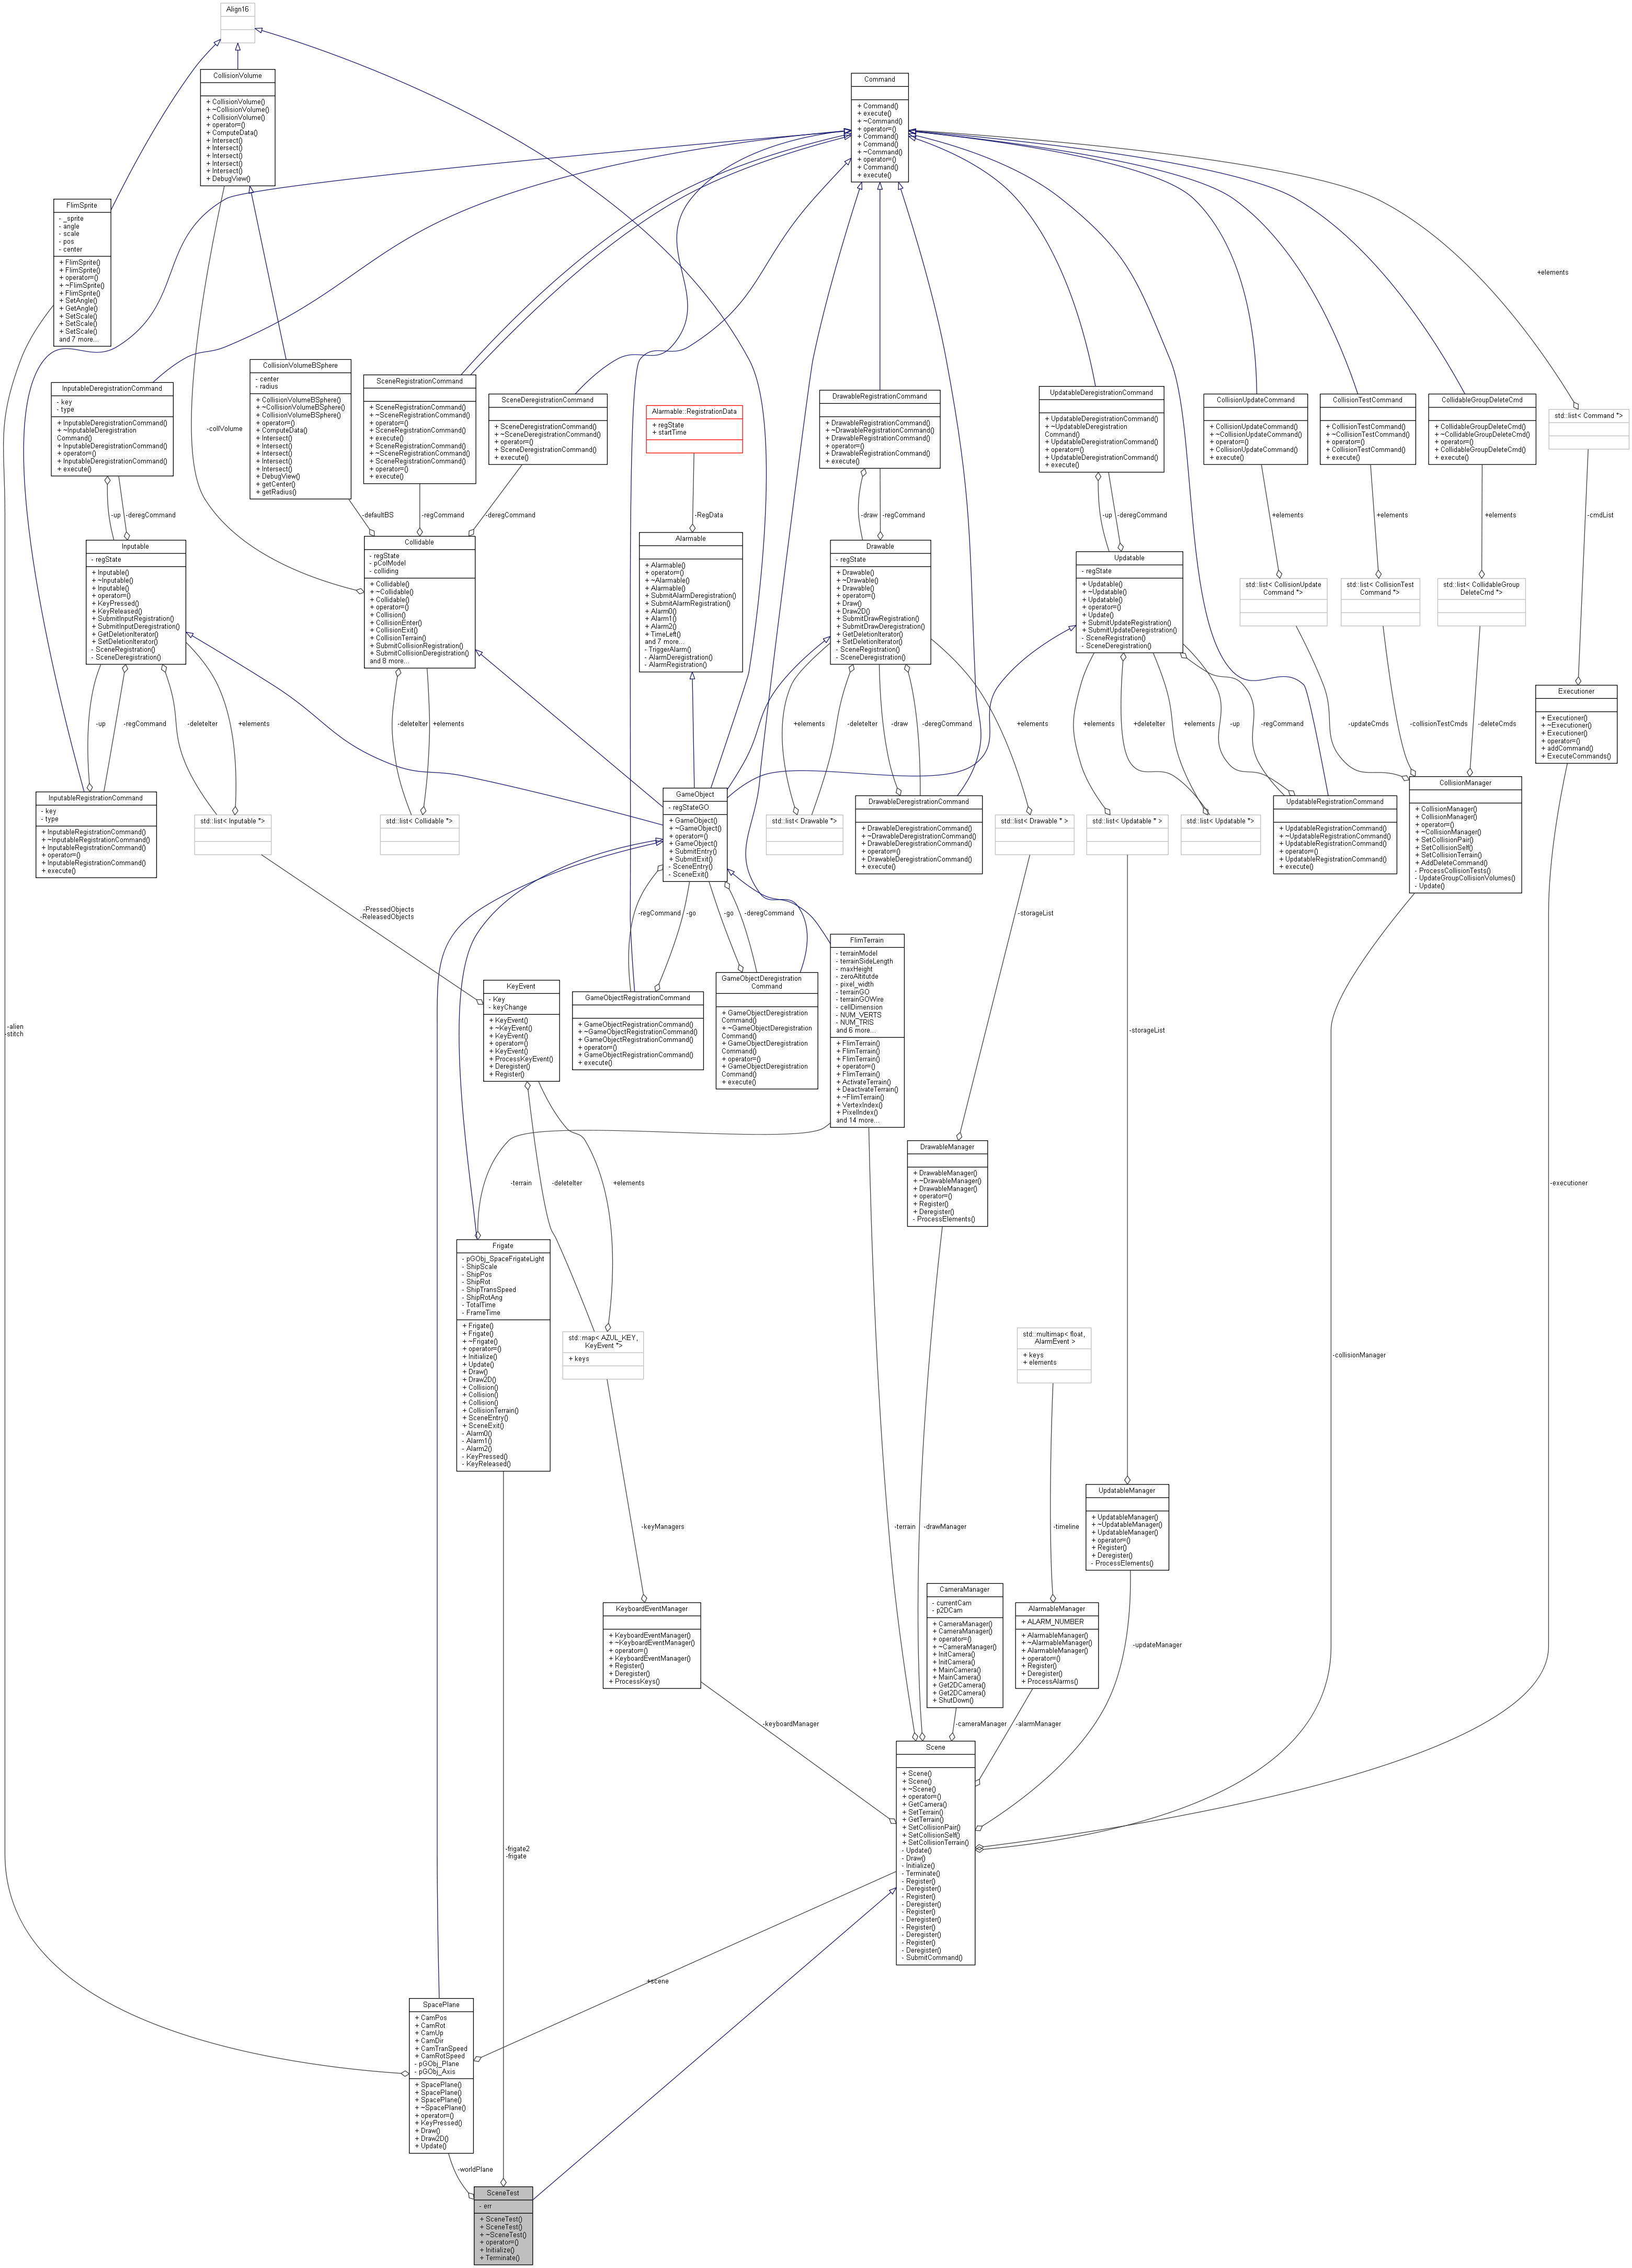 Align16
CollisionVolume
+ CollisionVolume()
+ ~CollisionVolume()
+ CollisionVolume()
+ operator=()
+ ComputeData()
+ Intersect()
+ Intersect()
+ Intersect()
+ Intersect()
+ Intersect()
+ DebugView()
Command
+ Command()
+ execute()
+ ~Command()
+ operator=()
+ Command()
+ Command()
+ ~Command()
+ operator=()
+ Command()
+ execute()
FlimSprite
- _sprite
- angle
- scale
- pos
- center
+ FlimSprite()
+ FlimSprite()
+ operator=()
+ ~FlimSprite()
+ FlimSprite()
+ SetAngle()
+ GetAngle()
+ SetScale()
+ SetScale()
+ SetScale()
and 7 more...
+elements
InputableDeregistrationCommand
- key
- type
+ InputableDeregistrationCommand()
+ ~InputableDeregistration
Command()
+ InputableDeregistrationCommand()
+ operator=()
+ InputableDeregistrationCommand()
+ execute()
-collVolume
CollisionVolumeBSphere
- center
- radius
+ CollisionVolumeBSphere()
+ ~CollisionVolumeBSphere()
+ CollisionVolumeBSphere()
+ operator=()
+ ComputeData()
+ Intersect()
+ Intersect()
+ Intersect()
+ Intersect()
+ Intersect()
+ DebugView()
+ getCenter()
+ getRadius()
SceneRegistrationCommand
+ SceneRegistrationCommand()
+ ~SceneRegistrationCommand()
+ operator=()
+ SceneRegistrationCommand()
+ execute()
+ SceneRegistrationCommand()
+ ~SceneRegistrationCommand()
+ SceneRegistrationCommand()
+ operator=()
+ execute()
SceneDeregistrationCommand
+ SceneDeregistrationCommand()
+ ~SceneDeregistrationCommand()
+ operator=()
+ SceneDeregistrationCommand()
+ execute()
Alarmable::RegistrationData
+ regState
+ startTime
DrawableRegistrationCommand
+ DrawableRegistrationCommand()
+ ~DrawableRegistrationCommand()
+ DrawableRegistrationCommand()
+ operator=()
+ DrawableRegistrationCommand()
+ execute()
UpdatableDeregistrationCommand
+ UpdatableDeregistrationCommand()
+ ~UpdatableDeregistration
Command()
+ UpdatableDeregistrationCommand()
+ operator=()
+ UpdatableDeregistrationCommand()
+ execute()
CollisionUpdateCommand
+ CollisionUpdateCommand()
+ ~CollisionUpdateCommand()
+ operator=()
+ CollisionUpdateCommand()
+ execute()
CollisionTestCommand
+ CollisionTestCommand()
+ ~CollisionTestCommand()
+ operator=()
+ CollisionTestCommand()
+ execute()
CollidableGroupDeleteCmd
+ CollidableGroupDeleteCmd()
+ ~CollidableGroupDeleteCmd()
+ operator=()
+ CollidableGroupDeleteCmd()
+ execute()
std::list< Command *>
-up
-deregCommand
-defaultBS
-regCommand
-deregCommand
-RegData
-draw
-regCommand
-up
-deregCommand
+elements
+elements
+elements
-cmdList
Inputable
- regState
+ Inputable()
+ ~Inputable()
+ Inputable()
+ operator=()
+ KeyPressed()
+ KeyReleased()
+ SubmitInputRegistration()
+ SubmitInputDeregistration()
+ GetDeletionIterator()
+ SetDeletionIterator()
- SceneRegistration()
- SceneDeregistration()
Collidable
- regState
- pColModel
- colliding
+ Collidable()
+ ~Collidable()
+ Collidable()
+ operator=()
+ Collision()
+ CollisionEnter()
+ CollisionExit()
+ CollisionTerrain()
+ SubmitCollisionRegistration()
+ SubmitCollisionDeregistration()
and 8 more...
Alarmable
+ Alarmable()
+ operator=()
+ ~Alarmable()
+ Alarmable()
+ SubmitAlarmDeregistration()
+ SubmitAlarmRegistration()
+ Alarm0()
+ Alarm1()
+ Alarm2()
+ TimeLeft()
and 7 more...
- TriggerAlarm()
- AlarmDeregistration()
- AlarmRegistration()
Drawable
- regState
+ Drawable()
+ ~Drawable()
+ Drawable()
+ operator=()
+ Draw()
+ Draw2D()
+ SubmitDrawRegistration()
+ SubmitDrawDeregistration()
+ GetDeletionIterator()
+ SetDeletionIterator()
- SceneRegistration()
- SceneDeregistration()
Updatable
- regState
+ Updatable()
+ ~Updatable()
+ Updatable()
+ operator=()
+ Update()
+ SubmitUpdateRegistration()
+ SubmitUpdateDeregistration()
- SceneRegistration()
- SceneDeregistration()
std::list< CollisionUpdate
Command *>
std::list< CollisionTest
Command *>
std::list< CollidableGroup
DeleteCmd *>
Executioner
+ Executioner()
+ ~Executioner()
+ Executioner()
+ operator=()
+ addCommand()
+ ExecuteCommands()
-up
-regCommand
-deleteIter
+elements
-deleteIter
+elements
+elements
-deleteIter
-draw
-deregCommand
+elements
+elements
+deleteIter
+elements
-up
-regCommand
-updateCmds
-collisionTestCmds
-deleteCmds
InputableRegistrationCommand
- key
- type
+ InputableRegistrationCommand()
+ ~InputableRegistrationCommand()
+ InputableRegistrationCommand()
+ operator=()
+ InputableRegistrationCommand()
+ execute()
std::list< Inputable *>
std::list< Collidable *>
GameObject
- regStateGO
+ GameObject()
+ ~GameObject()
+ operator=()
+ GameObject()
+ SubmitEntry()
+ SubmitExit()
- SceneEntry()
- SceneExit()
std::list< Drawable *>
DrawableDeregistrationCommand
+ DrawableDeregistrationCommand()
+ ~DrawableDeregistrationCommand()
+ DrawableDeregistrationCommand()
+ operator=()
+ DrawableDeregistrationCommand()
+ execute()
std::list< Drawable * >
std::list< Updatable * >
std::list< Updatable *>
UpdatableRegistrationCommand
+ UpdatableRegistrationCommand()
+ ~UpdatableRegistrationCommand()
+ UpdatableRegistrationCommand()
+ operator=()
+ UpdatableRegistrationCommand()
+ execute()
CollisionManager
+ CollisionManager()
+ CollisionManager()
+ operator=()
+ ~CollisionManager()
+ SetCollisionPair()
+ SetCollisionSelf()
+ SetCollisionTerrain()
+ AddDeleteCommand()
- ProcessCollisionTests()
- UpdateGroupCollisionVolumes()
- Update()
-PressedObjects
-ReleasedObjects
-regCommand
-go
-go
-deregCommand
-storageList
KeyEvent
- Key
- keyChange
+ KeyEvent()
+ ~KeyEvent()
+ KeyEvent()
+ operator=()
+ KeyEvent()
+ ProcessKeyEvent()
+ Deregister()
+ Register()
GameObjectRegistrationCommand
+ GameObjectRegistrationCommand()
+ ~GameObjectRegistrationCommand()
+ GameObjectRegistrationCommand()
+ operator=()
+ GameObjectRegistrationCommand()
+ execute()
GameObjectDeregistration
Command
+ GameObjectDeregistration
Command()
+ ~GameObjectDeregistration
Command()
+ GameObjectDeregistration
Command()
+ operator=()
+ GameObjectDeregistration
Command()
+ execute()
FlimTerrain
- terrainModel
- terrainSideLength
- maxHeight
- zeroAltitutde
- pixel_width
- terrainGO
- terrainGOWire
- cellDimension
- NUM_VERTS
- NUM_TRIS
and 6 more...
+ FlimTerrain()
+ FlimTerrain()
+ FlimTerrain()
+ operator=()
+ FlimTerrain()
+ ActivateTerrain()
+ DeactivateTerrain()
+ ~FlimTerrain()
+ VertexIndex()
+ PixelIndex()
and 14 more...
-alien
-stitch
-storageList
DrawableManager
+ DrawableManager()
+ ~DrawableManager()
+ DrawableManager()
+ operator=()
+ Register()
+ Deregister()
- ProcessElements()
-terrain
-deleteIter
+elements
-executioner
Frigate
- pGObj_SpaceFrigateLight
- ShipScale
- ShipPos
- ShipRot
- ShipTransSpeed
- ShipRotAng
- TotalTime
- FrameTime
+ Frigate()
+ Frigate()
+ ~Frigate()
+ operator=()
+ Initialize()
+ Update()
+ Draw()
+ Draw2D()
+ Collision()
+ Collision()
+ Collision()
+ CollisionTerrain()
+ SceneEntry()
+ SceneExit()
- Alarm0()
- Alarm1()
- Alarm2()
- KeyPressed()
- KeyReleased()
std::map< AZUL_KEY,
KeyEvent *>
+ keys
std::multimap< float,
AlarmEvent >
+ keys
+ elements
-collisionManager
UpdatableManager
+ UpdatableManager()
+ ~UpdatableManager()
+ UpdatableManager()
+ operator=()
+ Register()
+ Deregister()
- ProcessElements()
-keyManagers
-terrain
-drawManager
-timeline
KeyboardEventManager
+ KeyboardEventManager()
+ ~KeyboardEventManager()
+ operator=()
+ KeyboardEventManager()
+ Register()
+ Deregister()
+ ProcessKeys()
CameraManager
- currentCam
- p2DCam
+ CameraManager()
+ CameraManager()
+ operator=()
+ ~CameraManager()
+ InitCamera()
+ InitCamera()
+ MainCamera()
+ MainCamera()
+ Get2DCamera()
+ Get2DCamera()
+ ShutDown()
AlarmableManager
+ ALARM_NUMBER
+ AlarmableManager()
+ ~AlarmableManager()
+ AlarmableManager()
+ operator=()
+ Register()
+ Deregister()
+ ProcessAlarms()
-updateManager
-keyboardManager
-cameraManager
-alarmManager
Scene
+ Scene()
+ Scene()
+ ~Scene()
+ operator=()
+ GetCamera()
+ SetTerrain()
+ GetTerrain()
+ SetCollisionPair()
+ SetCollisionSelf()
+ SetCollisionTerrain()
- Update()
- Draw()
- Initialize()
- Terminate()
- Register()
- Deregister()
- Register()
- Deregister()
- Register()
- Deregister()
- Register()
- Deregister()
- Register()
- Deregister()
- SubmitCommand()
-frigate2
-frigate
+scene
SpacePlane
+ CamPos
+ CamRot
+ CamUp
+ CamDir
+ CamTranSpeed
+ CamRotSpeed
- pGObj_Plane
- pGObj_Axis
+ SpacePlane()
+ SpacePlane()
+ SpacePlane()
+ ~SpacePlane()
+ operator=()
+ KeyPressed()
+ Draw()
+ Draw2D()
+ Update()
-worldPlane
SceneTest
- err
+ SceneTest()
+ SceneTest()
+ ~SceneTest()
+ operator=()
+ Initialize()
+ Terminate()